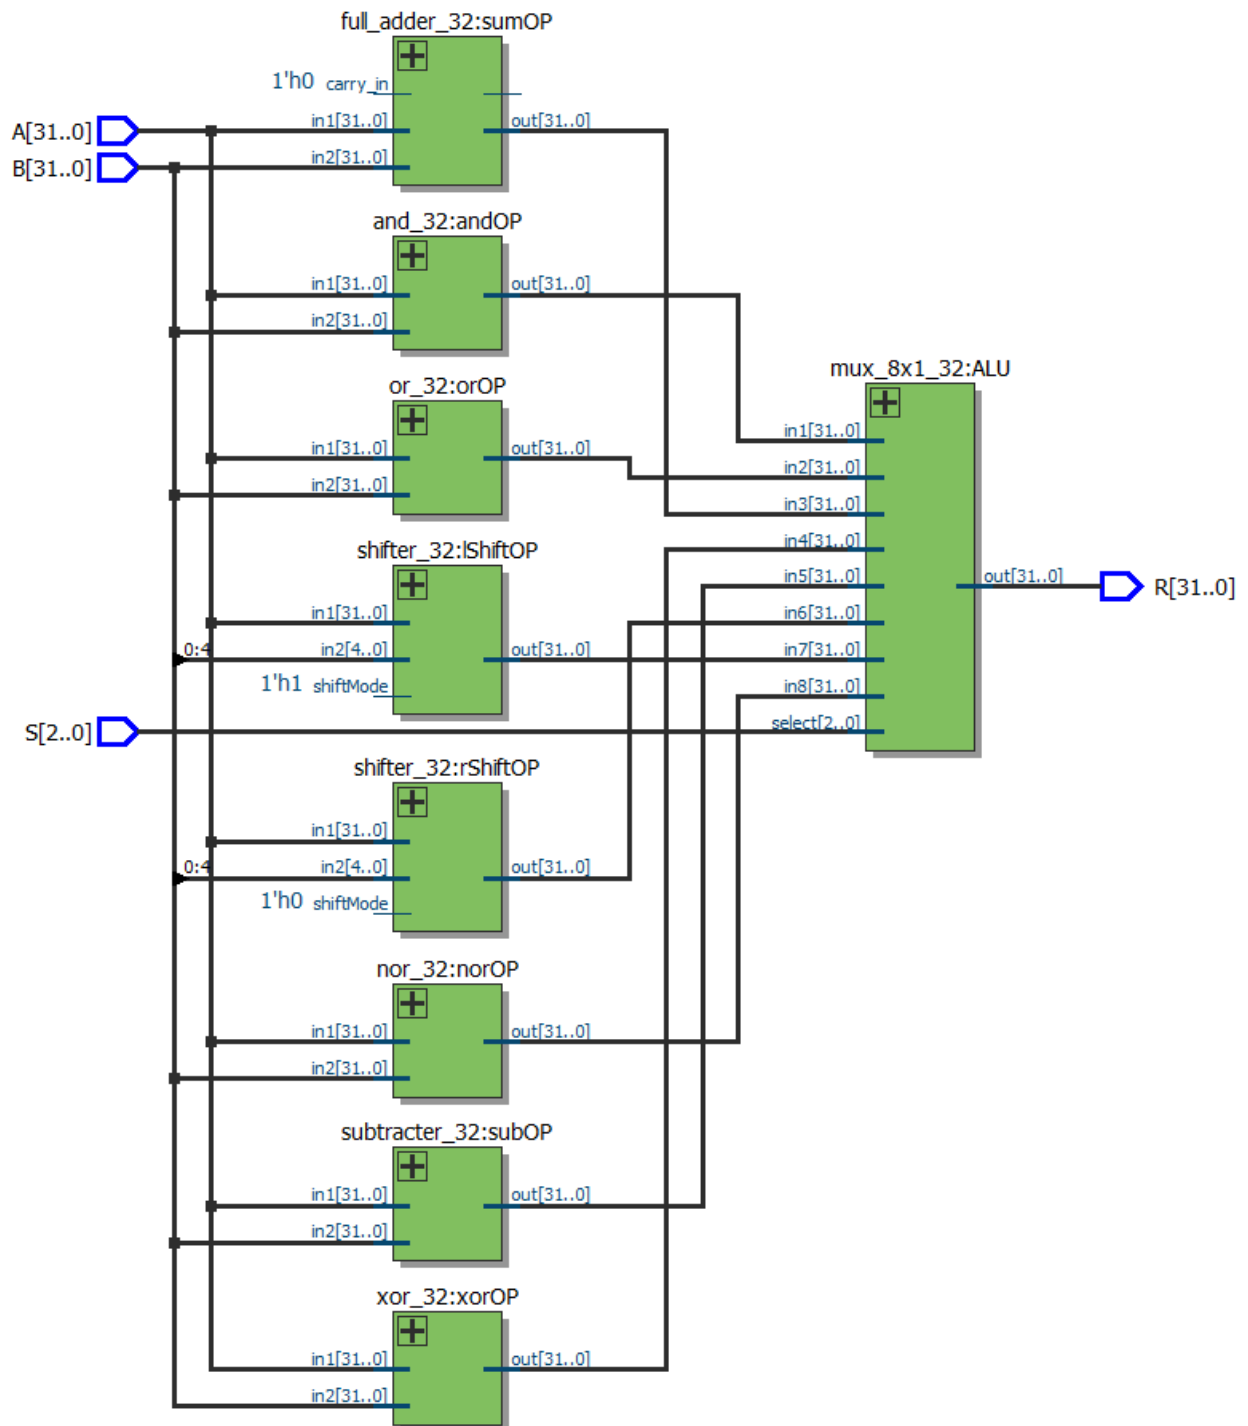 full_adder_32:sumOP
1'h0 carry_in
A[31..0]
in1[31..0]
out[31..0]
B[31..0]
in2[31..0]
and_32:andOP
in1[31..0]
out[31..0]
in2[31..0]
mux_8x1_32:ALU
or_32:orOP
in1[31..0]
in1[31..0]
out[31..0]
in2[31..0]
in2[31..0]
in3[31..0]
shifter_32:lShiftOP
in4[31..0]
in5[31..0]
out[31..0]
R[31..0]
in1[31..0]
in6[31..0]
0:4
in2[4..0]
out[31..0]
in7[31..0]
1'h1 shiftMode
in8[31..0]
S[2..0]
select[2..0]
shifter_32:rShiftOP
in1[31..0]
0:4
in2[4..0]
out[31..0]
1'h0 shiftMode
nor_32:norOP
in1[31..0]
out[31..0]
in2[31..0]
subtracter_32:subOP
in1[31..0]
out[31..0]
in2[31..0]
xor_32:xorOP
in1[31..0]
out[31..0]
in2[31..0]